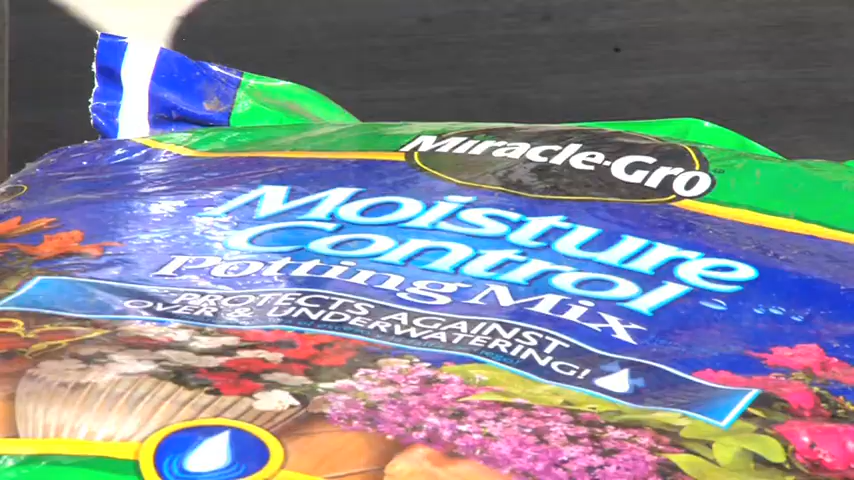 Miracle-Gro
Moisture
Control
Potting Mix
PROTECTS AGAINST
OVER & UNDERWATERING!